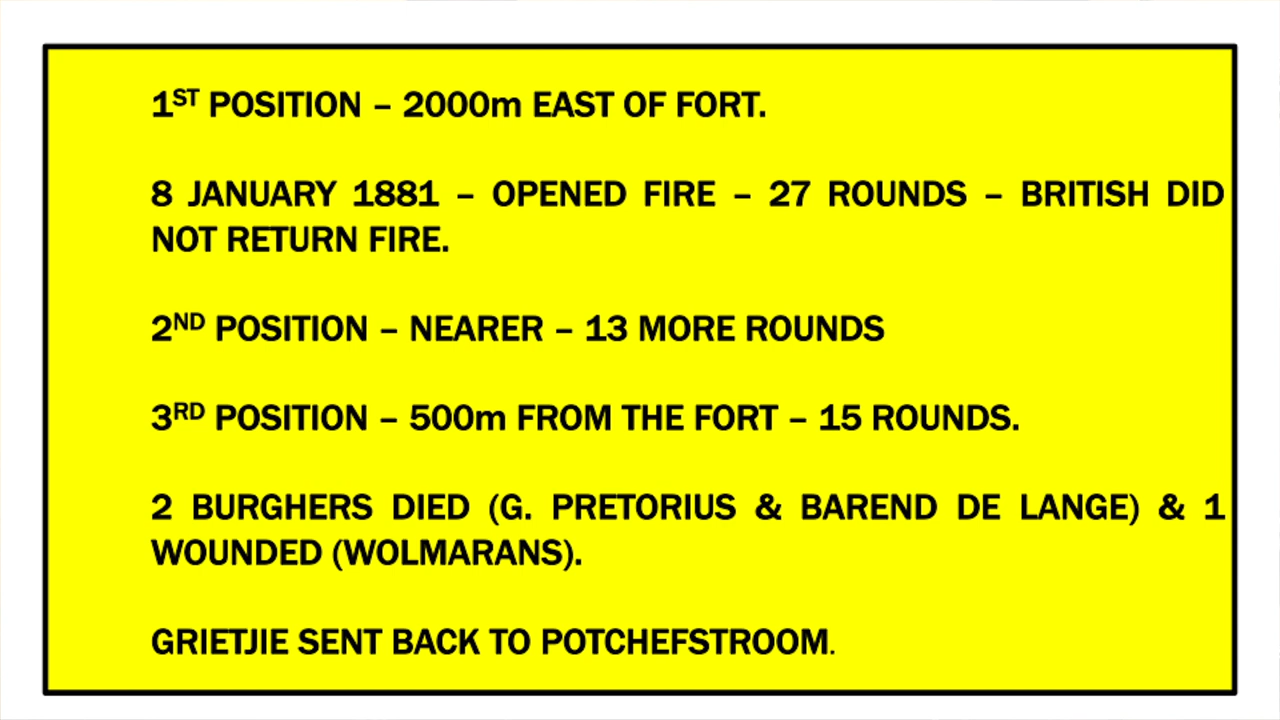 1ST POSITION – 2000m EAST OF FORT.
8 JANUARY 1881 – OPENED FIRE – 27 ROUNDS – BRITISH DID
NOT RETURN FIRE.
2ND POSITION – NEARER – 13 MORE ROUNDS
3RD POSITION – 500m FROM THE FORT – 15 ROUNDS.
2 BURGHERS DIED (G. PRETORIUS & BAREND DE LANGE) & 1
WOUNDED (WOLMARANS).
GRIETJIE SENT BACK TO POTCHEFSTROOM.